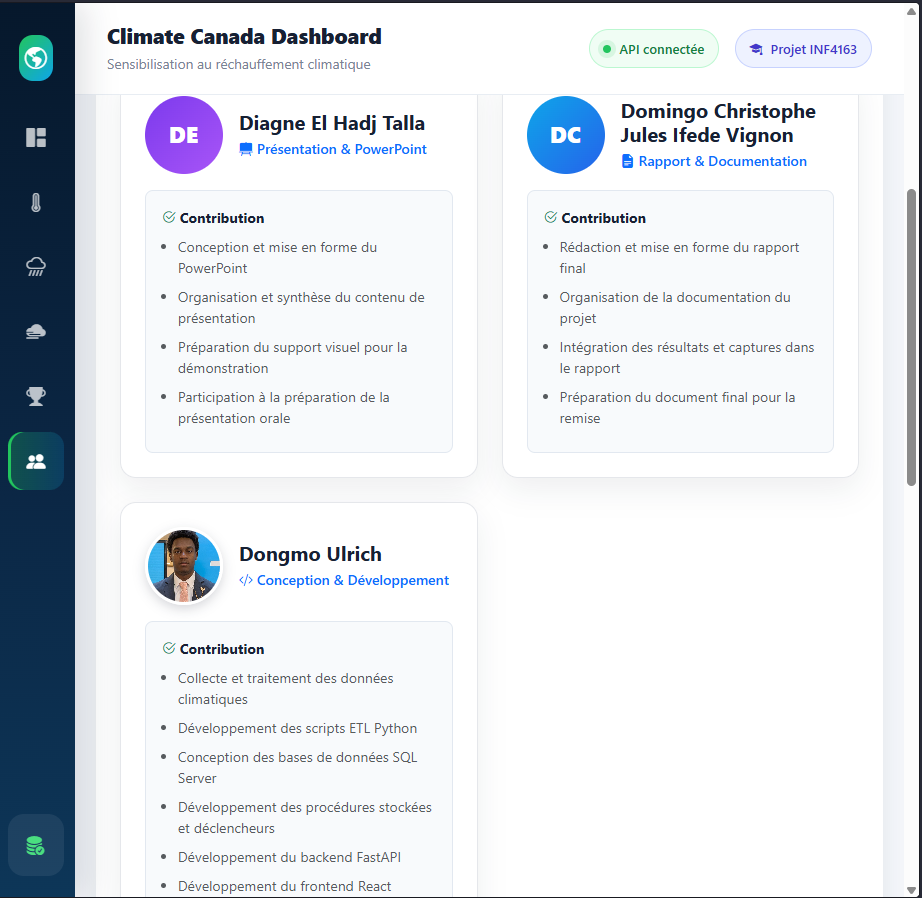 Climate Canada Dashboard
Sensibilisation au réchauffement climatique
API connectée
Projet INF4163
DE
Diagne El Hadj Talla
Présentation & PowerPoint
Contribution
Conception et mise en forme du
PowerPoint
Organisation et synthèse du contenu de
présentation
Préparation du support visuel pour la
démonstration
Participation à la préparation de la
présentation orale
DC
Domingo Christophe
Jules Ifede Vignon
Rapport & Documentation
Contribution
Rédaction et mise en forme du rapport
final
Organisation de la documentation du
projet
Intégration des résultats et captures dans
le rapport
Préparation du document final pour la
remise
Dongmo Ulrich
Conception & Développement
Contribution
Collecte et traitement des données
climatiques
Développement des scripts ETL Python
Conception des bases de données SQL
Server
Développement des procédures stockées
et déclencheurs
Développement du backend FastAPI
Développement du frontend React